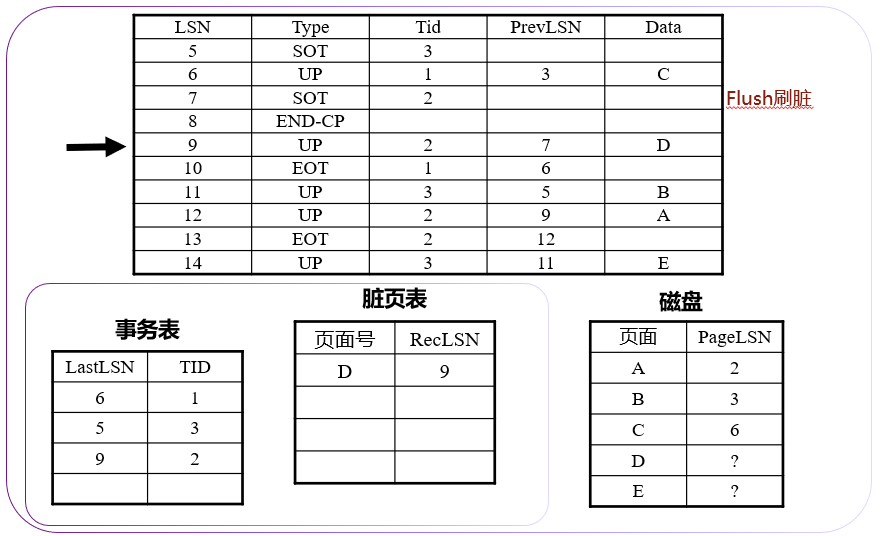 LSN Type Tid PrevLSN Data
5 SOT 3
6 UP 1 3 C
7 SOT 2
Flush刷脏
8 END-CP
9 UP 2 7 D
10 EOT 1 6
11 UP 3 5 B
12 UP 2 9 A
13 EOT 2 12
14 UP 3 11 E
事务表
LastLSN TID
6 1
5 3
9 2
脏页表
页面号 RecLSN
D 9
磁盘
页面 PageLSN
A 2
B 3
C 6
D ?
E ?